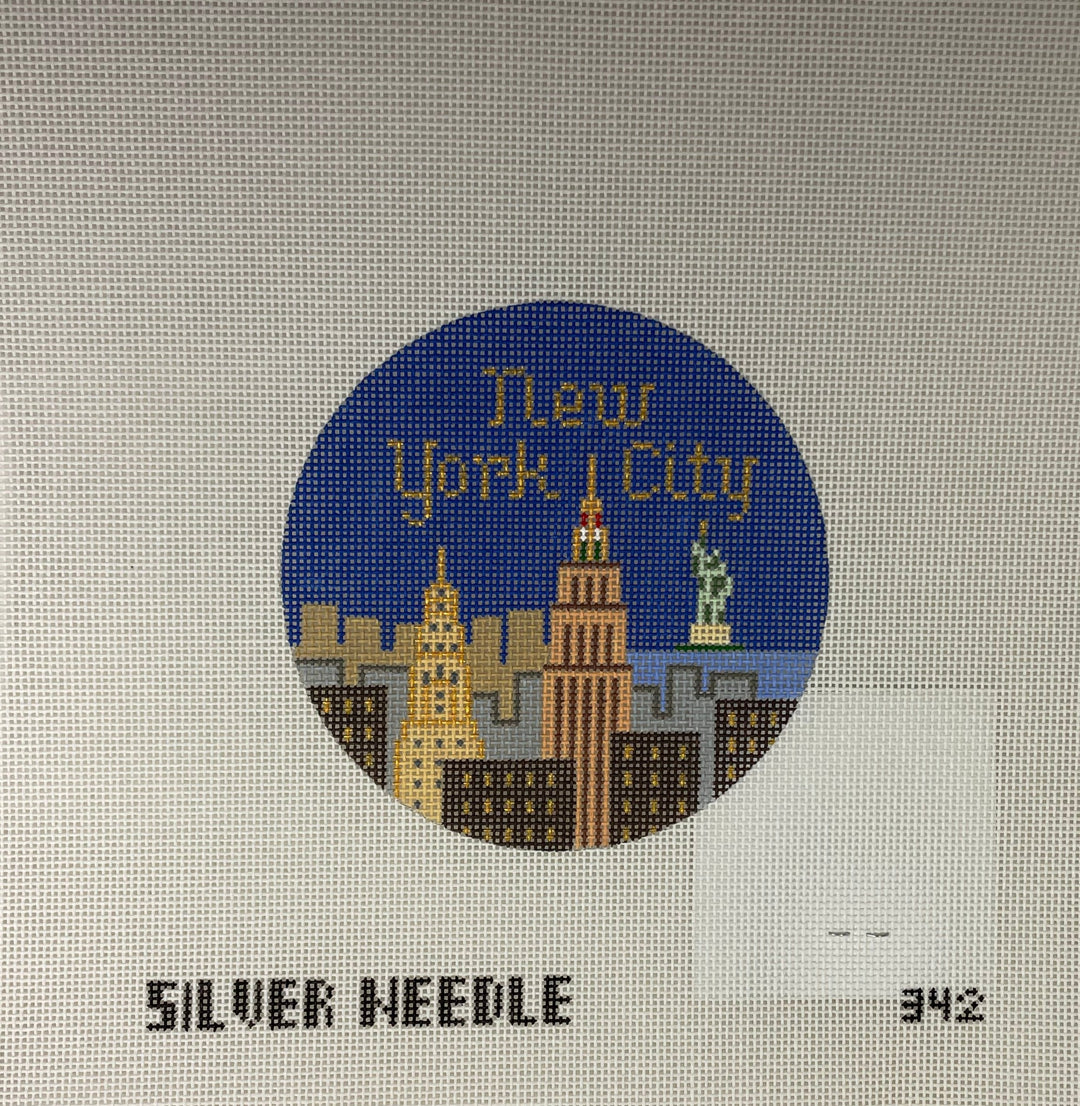 New
York City
SILVER NEEDLE
342